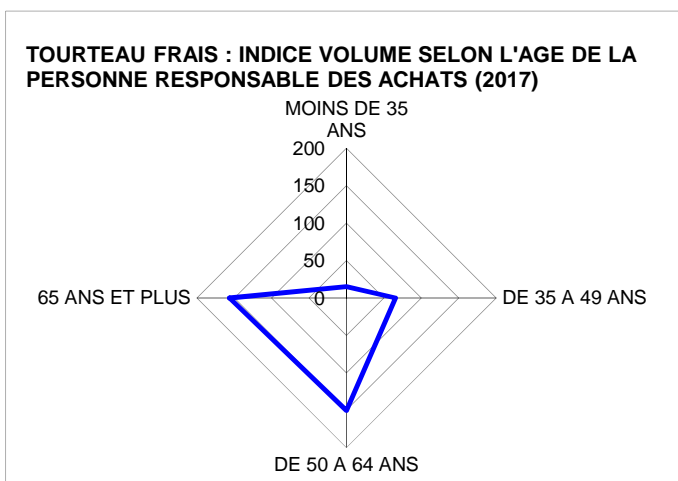 TOURTEAU FRAIS : INDICE VOLUME SELON L'AGE DE LA
PERSONNE RESPONSABLE DES ACHATS (2017)
MOINS DE 35
ANS
200
150
100
50
65 ANS ET PLUS
0
DE 35 A 49 ANS
DE 50 A 64 ANS